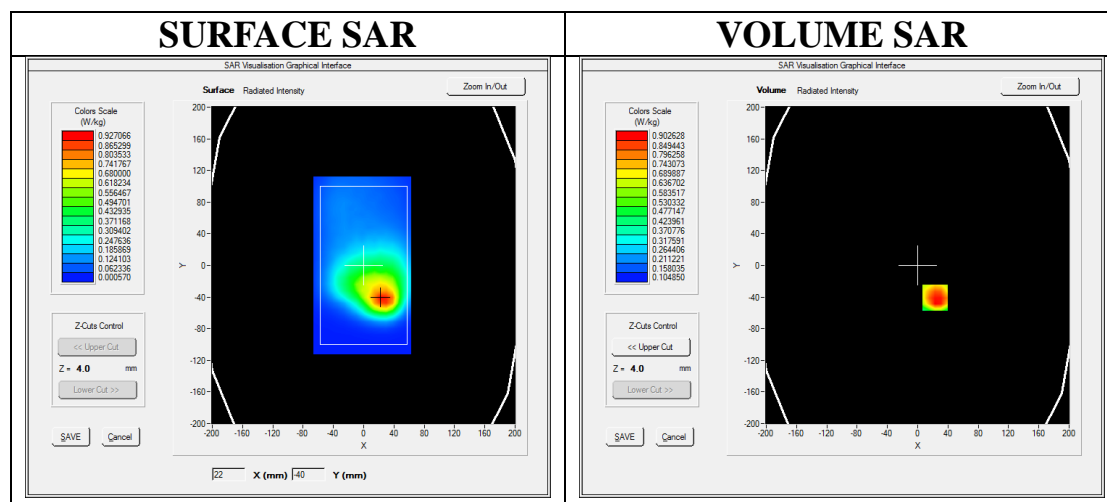 SURFACE SAR
SAR Visualisation Graphical Interface
Surface Radiated Intensity
Zoom In/Out
Colors Scale
(W/kg)
0.927066
0.865299
0.803533
0.741767
0.680000
0.618234
0.556467
0.494701
0.432935
0.371168
0.309402
0.247636
0.185869
0.124103
0.062336
0.000570
Z-Cuts Control
<< Upper Cut
Z = 4.0 mm
Lower Cut >>
SAVE Cancel
200
160
120
80
40
0
-40
-80
-120
-160
-200
Y
-200 -160 -120 -80 -40 0 40 80 120 160 200
X
22 X (mm) -40 Y (mm)
VOLUME SAR
SAR Visualisation Graphical Interface
Volume Radiated Intensity
Zoom In/Out
Colors Scale
(W/kg)
0.902628
0.849443
0.796258
0.743073
0.689887
0.636702
0.583517
0.530332
0.477147
0.423961
0.370776
0.317591
0.264406
0.211221
0.158035
0.104850
Z-Cuts Control
<< Upper Cut
Z = 4.0 mm
Lower Cut >>
SAVE Cancel
200
160
120
80
40
0
-40
-80
-120
-160
-200
Y
-200 -160 -120 -80 -40 0 40 80 120 160 200
X